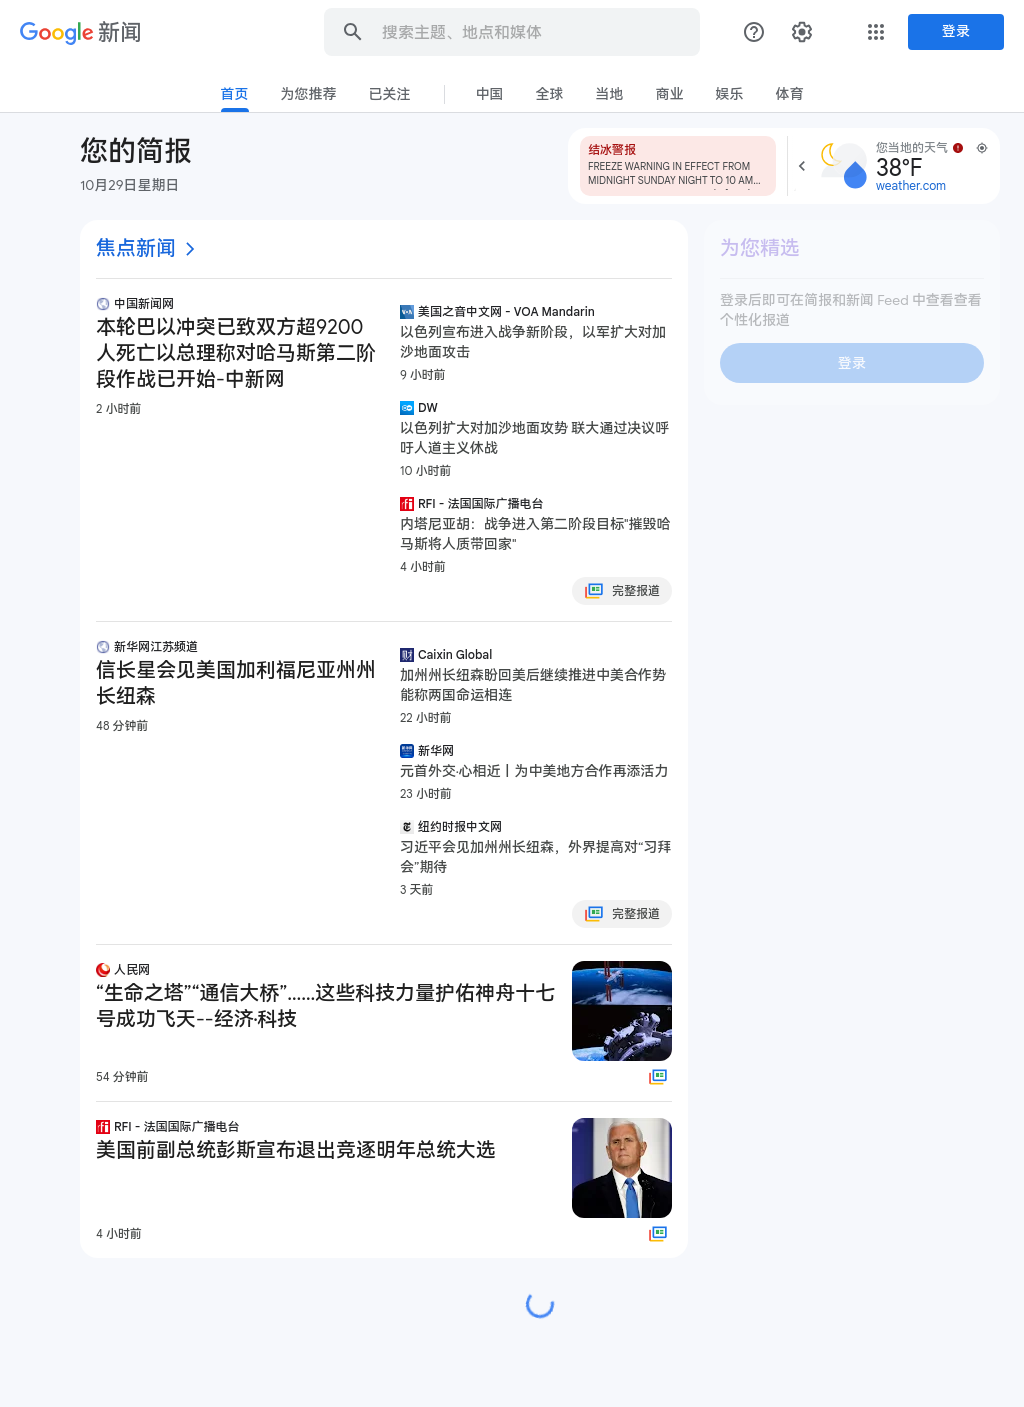 Google 新闻
搜索主题、地点和媒体
登录
首页
为您推荐
已关注
中国
全球
当地
商业
娱乐
体育
您的简报
10月29日星期日
结冰警报
FREEZE WARNING IN EFFECT FROM
MIDNIGHT SUNDAY NIGHT TO 10 AM...
您当地的天气
38°F
weather.com
焦点新闻
中国新闻网
本轮巴以冲突已致双方超9200
人死亡以总理称对哈马斯第二阶
段作战已开始-中新网
2 小时前
美国之音中文网 - VOA Mandarin
以色列宣布进入战争新阶段，以军扩大对加
沙地面攻击
9 小时前
DW
以色列扩大对加沙地面攻势 联大通过决议呼
吁人道主义休战
10 小时前
RFI - 法国国际广播电台
内塔尼亚胡：战争进入第二阶段目标"摧毁哈
马斯将人质带回家"
4 小时前
完整报道
新华网江苏频道
信长星会见美国加利福尼亚州州
长纽森
48 分钟前
Caixin Global
加州州长纽森盼回美后继续推进中美合作势
能称两国命运相连
22 小时前
新华网
元首外交·心相近丨为中美地方合作再添活力
23 小时前
纽约时报中文网
习近平会见加州州长纽森，外界提高对“习拜
会”期待
3 天前
完整报道
人民网
“生命之塔”“通信大桥”……这些科技力量护佑神舟十七
号成功飞天--经济·科技
54 分钟前
RFI - 法国国际广播电台
美国前副总统彭斯宣布退出竞逐明年总统大选
4 小时前
为您精选
登录后即可在简报和新闻 Feed 中查看查看
个性化报道
登录